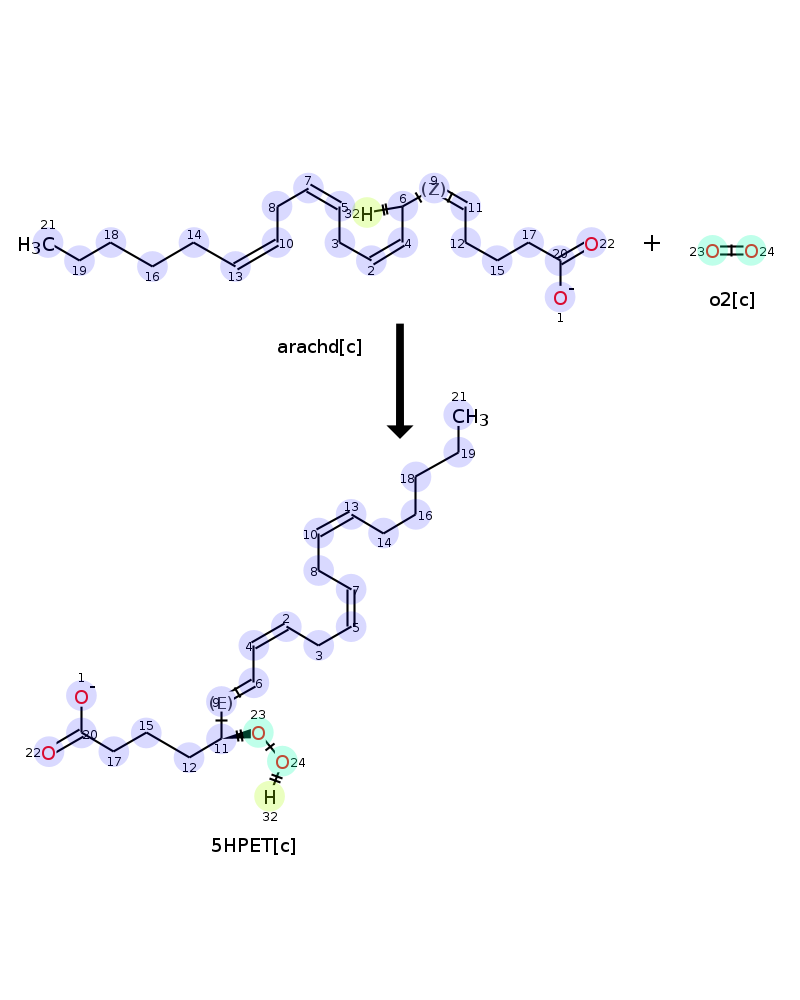 7 9
8 5 32 H 6 (Z) 11
21
H3C 18 14 10 3 4 12 17 O 22 + 23 O O 24
19 16 13 2 15 20
O-
1
o2[c]
arachd[c]
21
CH3
19
18
13 16
10 14
8 7
2 5
4 3
6
1 9 (E)
O- 23
15 O
20 11
22 O 17 12 O 24
H
32
5HPET[c]